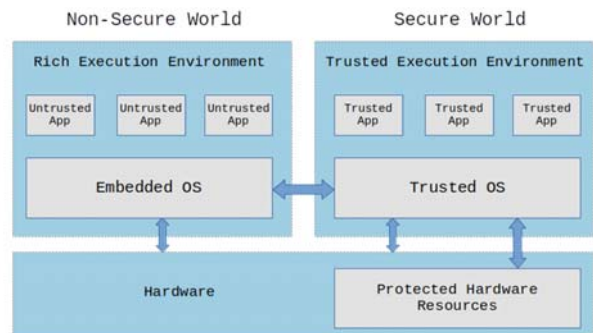 Non-Secure World
Secure World
Rich Execution Environment
Trusted Execution Environment
Untrusted
App
Untrusted
App
Untrusted
App
Trusted
App
Trusted
App
Trusted
App
Embedded OS
Trusted OS
Hardware
Protected Hardware
Resources